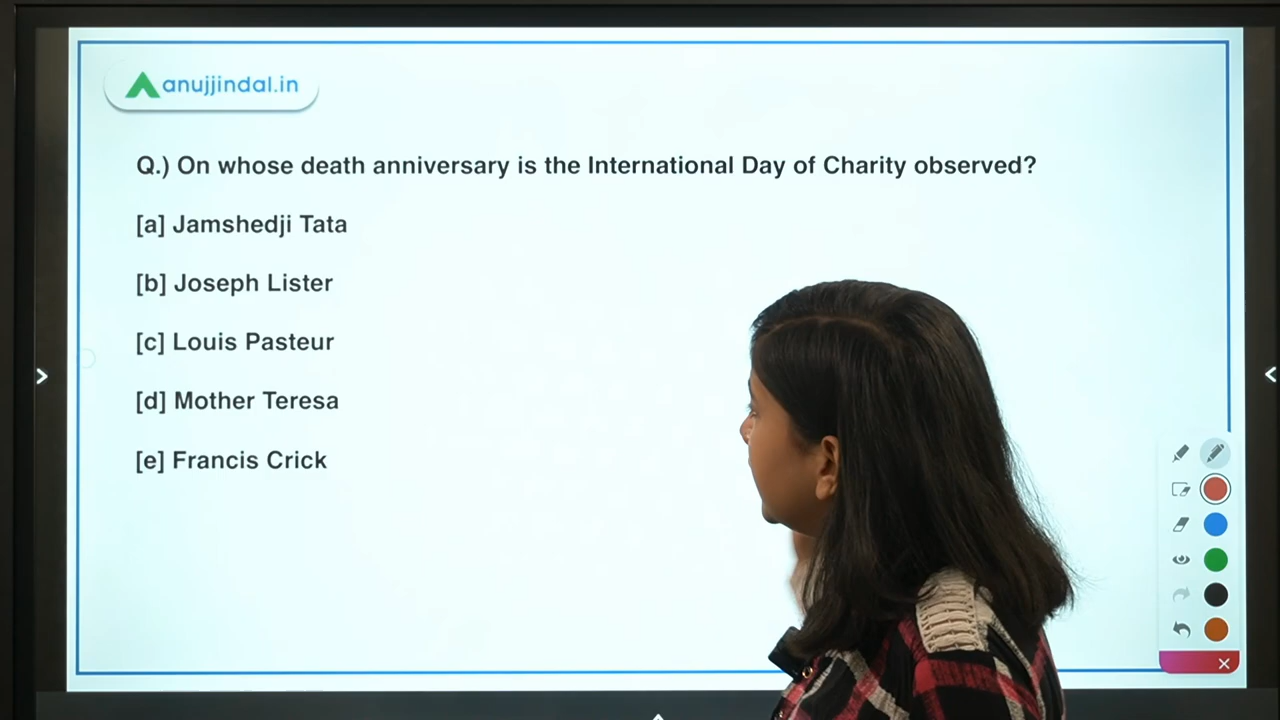 anujjindal.in
Q.) On whose death anniversary is the International Day of Charity observed?
[a] Jamshedji Tata
[b] Joseph Lister
[c] Louis Pasteur
[d] Mother Teresa
[e] Francis Crick